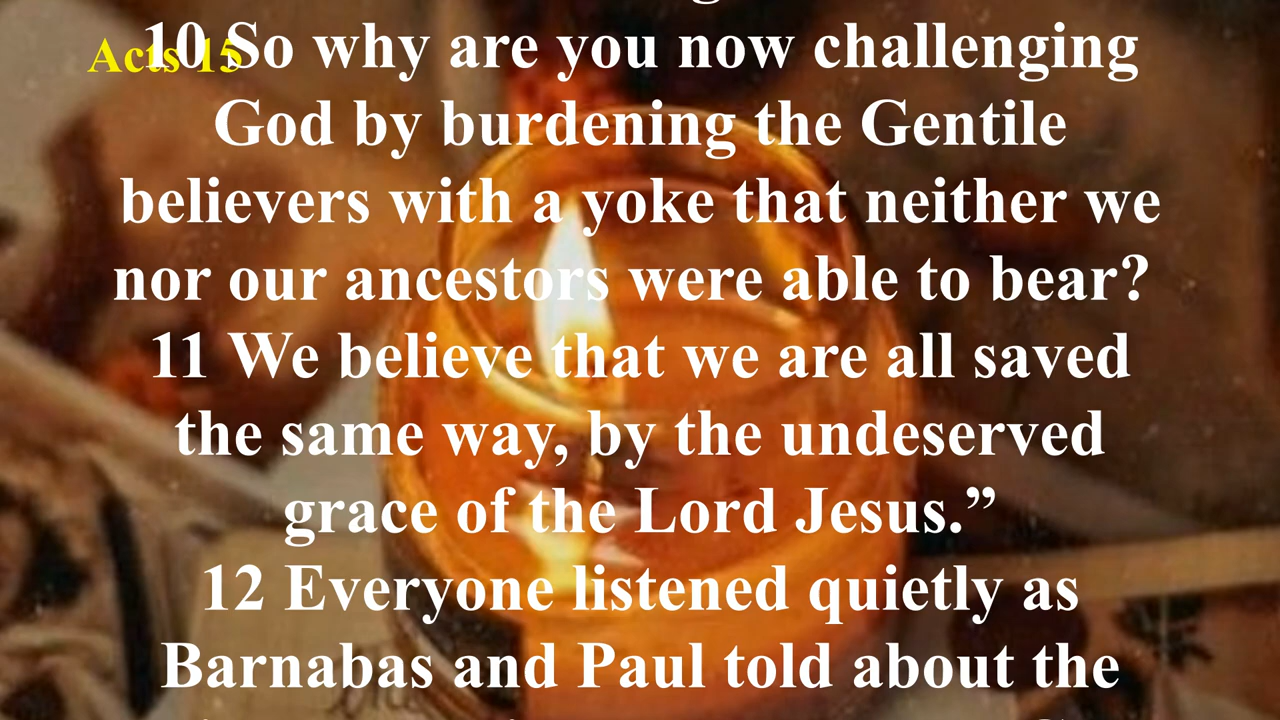 Acts 15
10 So why are you now challenging
God by burdening the Gentile
believers with a yoke that neither we
nor our ancestors were able to bear?
11 We believe that we are all saved
the same way, by the undeserved
grace of the Lord Jesus.”
12 Everyone listened quietly as
Barnabas and Paul told about the